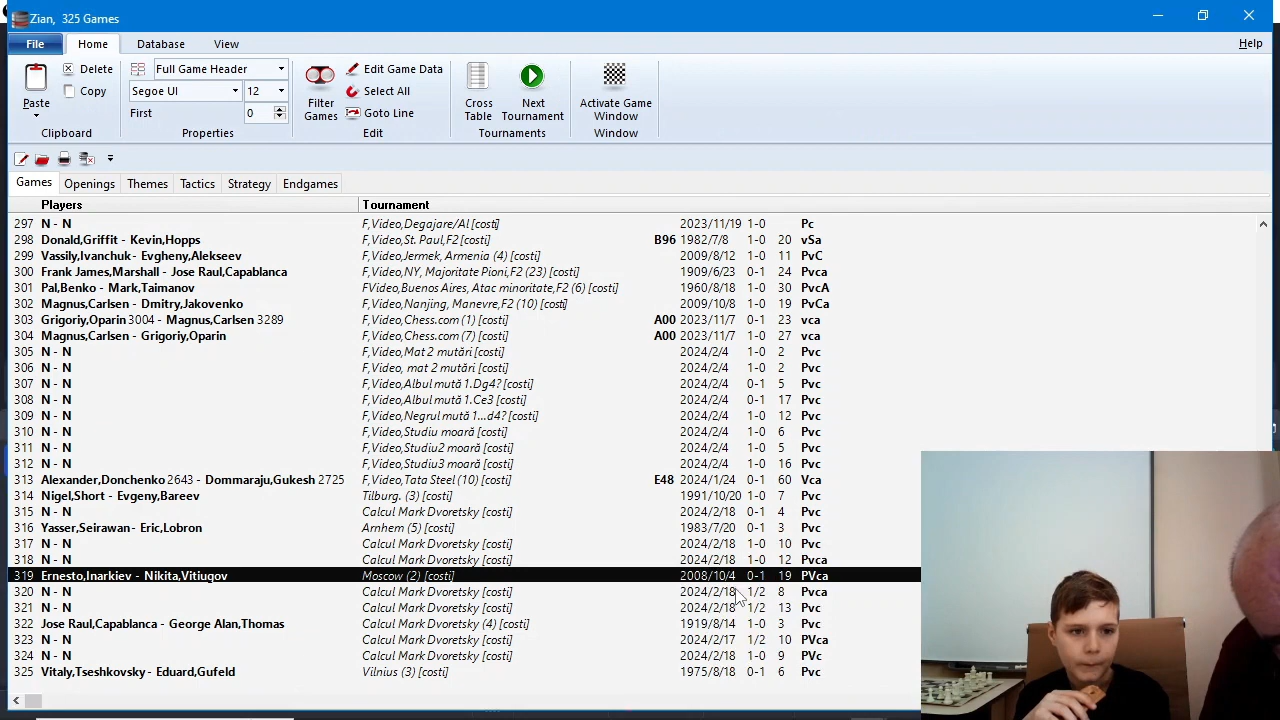 Zian, 325 Games
File Home Database View Help
Paste Delete Copy Clipboard
Full Game Header
Segoe UI 12
First 0
Properties
Filter Games Edit Game Data
Select All
Goto Line
Edit
Cross Table Next Tournament
Tournaments
Activate Game Window
Window
Games Openings Themes Tactics Strategy Endgames
Players Tournament
297 N - N F,Video,Degajare/Al [costi] 2023/11/19 1-0 Pc
298 Donald,Griffit - Kevin,Hopps F,Video,St. Paul,F2 [costi] B96 1982/7/8 1-0 20 vSa
299 Vassily,Ivanchuk - Evgheny,Alekseev F,Video,Jermek, Armenia (4) [costi] 2009/8/12 1-0 11 PvC
300 Frank James,Marshall - Jose Raul,Capablanca F,Video,NY, Majoritate Pioni,F2 (23) [costi] 1909/6/23 0-1 24 Pvca
301 Pal,Benko - Mark,Taimanov FVideo,Buenos Aires, Atac minoritate,F2 (6) [costi] 1960/8/18 1-0 30 PvcA
302 Magnus,Carlsen - Dmitry,Jakovenko F,Video,Nanjing, Manevre,F2 (10) [costi] 2009/10/8 1-0 19 PvCa
303 Grigoriy,Oparin 3004 - Magnus,Carlsen 3289 F,Video,Chess.com (1) [costi] A00 2023/11/7 0-1 23 vca
304 Magnus,Carlsen - Grigoriy,Oparin F,Video,Chess.com (7) [costi] A00 2023/11/7 1-0 27 vca
305 N - N F,Video,Mat 2 mutări [costi] 2024/2/4 1-0 2 Pvc
306 N - N F,Video, mat 2 mutări [costi] 2024/2/4 1-0 2 Pvc
307 N - N F,Video,Albul mută 1.Dg4? [costi] 2024/2/4 0-1 5 Pvc
308 N - N F,Video,Albul mută 1.Ce3 [costi] 2024/2/4 0-1 17 Pvc
309 N - N F,Video,Negrul mută 1...d4? [costi] 2024/2/4 1-0 12 Pvc
310 N - N F,Video,Studiu moară [costi] 2024/2/4 1-0 6 Pvc
311 N - N F,Video,Studiu2 moară [costi] 2024/2/4 1-0 5 Pvc
312 N - N F,Video,Studiu3 moară [costi] 2024/2/4 1-0 16 Pvc
313 Alexander,Donchenko 2643 - Dommaraju,Gukesh 2725 F,Video,Tata Steel (10) [costi] E48 2024/1/24 0-1 60 Vca
314 Nigel,Short - Evgeny,Bareev Tilburg. (3) [costi] 1991/10/20 1-0 7 Pvc
315 N - N Calcul Mark Dvoretsky [costi] 2024/2/18 0-1 4 Pvc
316 Yasser,Seirawan - Eric,Lobron Arnhem (5) [costi] 1983/7/20 0-1 3 Pvc
317 N - N Calcul Mark Dvoretsky [costi] 2024/2/18 1-0 10 Pvc
318 N - N Calcul Mark Dvoretsky [costi] 2024/2/18 1-0 12 Pvca
319 Ernesto,Inarkiev - Nikita,Vitiugov Moscow (2) [costi] 2008/10/4 0-1 19 PVca
320 N - N Calcul Mark Dvoretsky [costi] 2024/2/18 1/2 8 Pvca
321 N - N Calcul Mark Dvoretsky [costi] 2024/2/18 1/2 13 Pvc
322 Jose Raul,Capablanca - George Alan,Thomas Calcul Mark Dvoretsky (4) [costi] 1919/8/14 1-0 3 Pvc
323 N - N Calcul Mark Dvoretsky [costi] 2024/2/17 1/2 10 PVca
324 N - N Calcul Mark Dvoretsky [costi] 2024/2/18 1-0 9 PVc
325 Vitaly,Tseshkovsky - Eduard,Gufeld Vilnius (3) [costi] 1975/8/18 0-1 6 Pvc